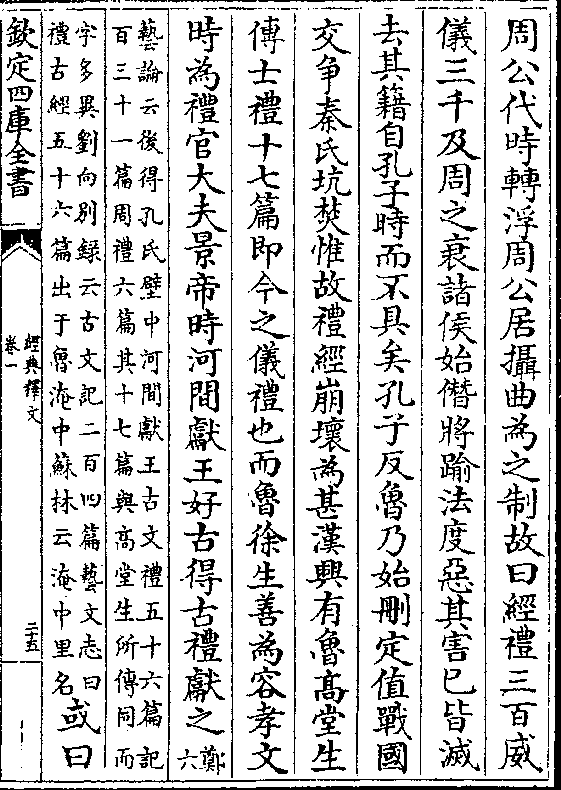 周公代時轉浮周公居攝曲為之制故曰經禮三百威
儀三千及周之衰諸侯始僭將踰法度惡其害己皆滅
去其籍自孔子時而不具矣孔子反魯乃始刪定值戰國
交争秦氏坑焚惟故禮經崩壞為甚漢興有魯髙堂生
傳士禮十七篇即今之儀禮也而魯徐生善為容孝文
時為禮官大夫景帝時河間獻王好古得古禮獻之鄭六
藝論云後得孔氏壁中河間獻王古文禮五十六篇記
百三十一篇周禮六篇其十七篇與髙堂生所傳同而
字多異劉向别録云古文記二百四篇藝文志曰
禮古經五十六篇出于魯淹中蘇林云淹中里名
或曰
欽定四庫全書
經典釋文
卷一
二十五